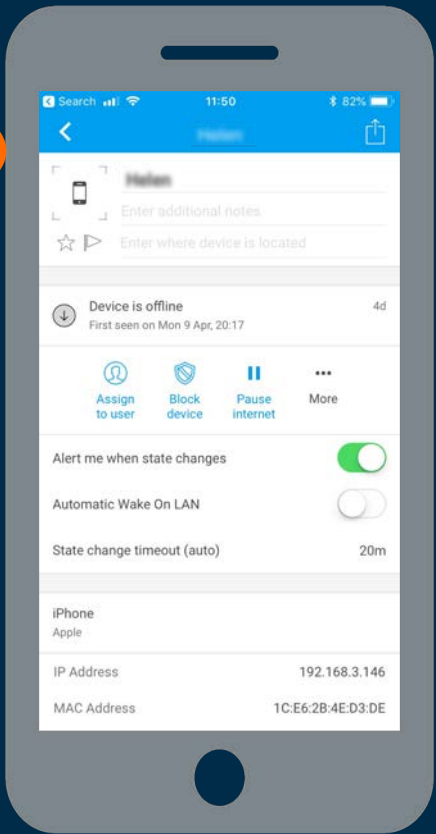 Search 11:50 82%
Helen
Helen
Enter additional notes
Enter where device is located
Device is offline 4d
First seen on Mon 9 Apr, 20:17
Assign to user
Block device
Pause internet
More
Alert me when state changes
Automatic Wake On LAN
State change timeout (auto) 20m
iPhone
Apple
IP Address 192.168.3.146
MAC Address 1C:E6:2B:4E:D3:DE